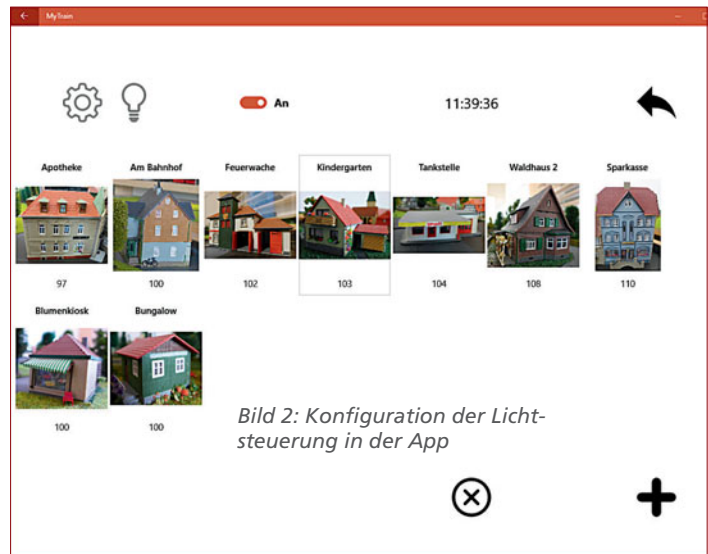 MyTrain
An
11:39:36
Apotheke Am Bahnhof Feuerwache Kindergarten Tankstelle Waldhaus 2 Sparkasse
97 100 102 103 104 108 110
Blumenkiosk Bungalow
100 100
Bild 2: Konfiguration der Licht-
steuerung in der App